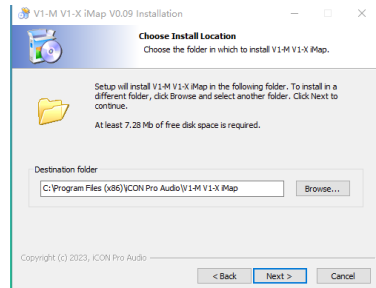 V1-M V1-X iMap V0.09 Installation
Choose Install Location
Choose the folder in which to install V1-M V1-X iMap.
Setup will install V1-M V1-X iMap in the following folder. To install in a
different folder, click Browse and select another folder. Click Next to
continue.
At least 7.28 Mb of free disk space is required.
Destination folder
C:\Program Files (x86)\iCON Pro Audio\V1-M V1-X iMap
Browse...
Copyright (c) 2023, iCON Pro Audio
< Back
Next >
Cancel